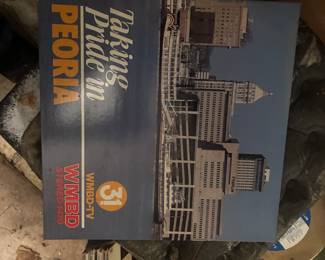 Taking
Pride in
PEORIA
31
WMBD-TV
WMBD